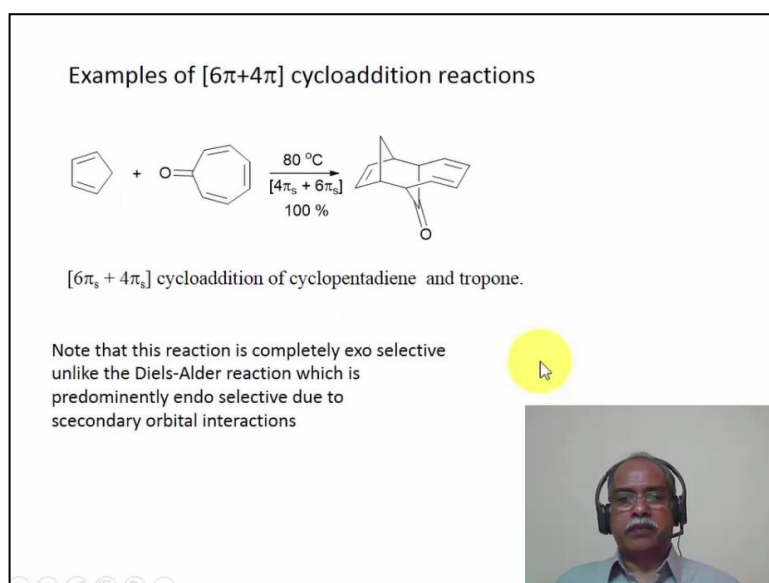 Examples of [6π+4π] cycloaddition reactions
+
O
80 °C
[4πs + 6πs]
100 %
O
[6πs + 4πs] cycloaddition of cyclopentadiene and tropone.
Note that this reaction is completely exo selective
unlike the Diels-Alder reaction which is
predominently endo selective due to
scecondary orbital interactions